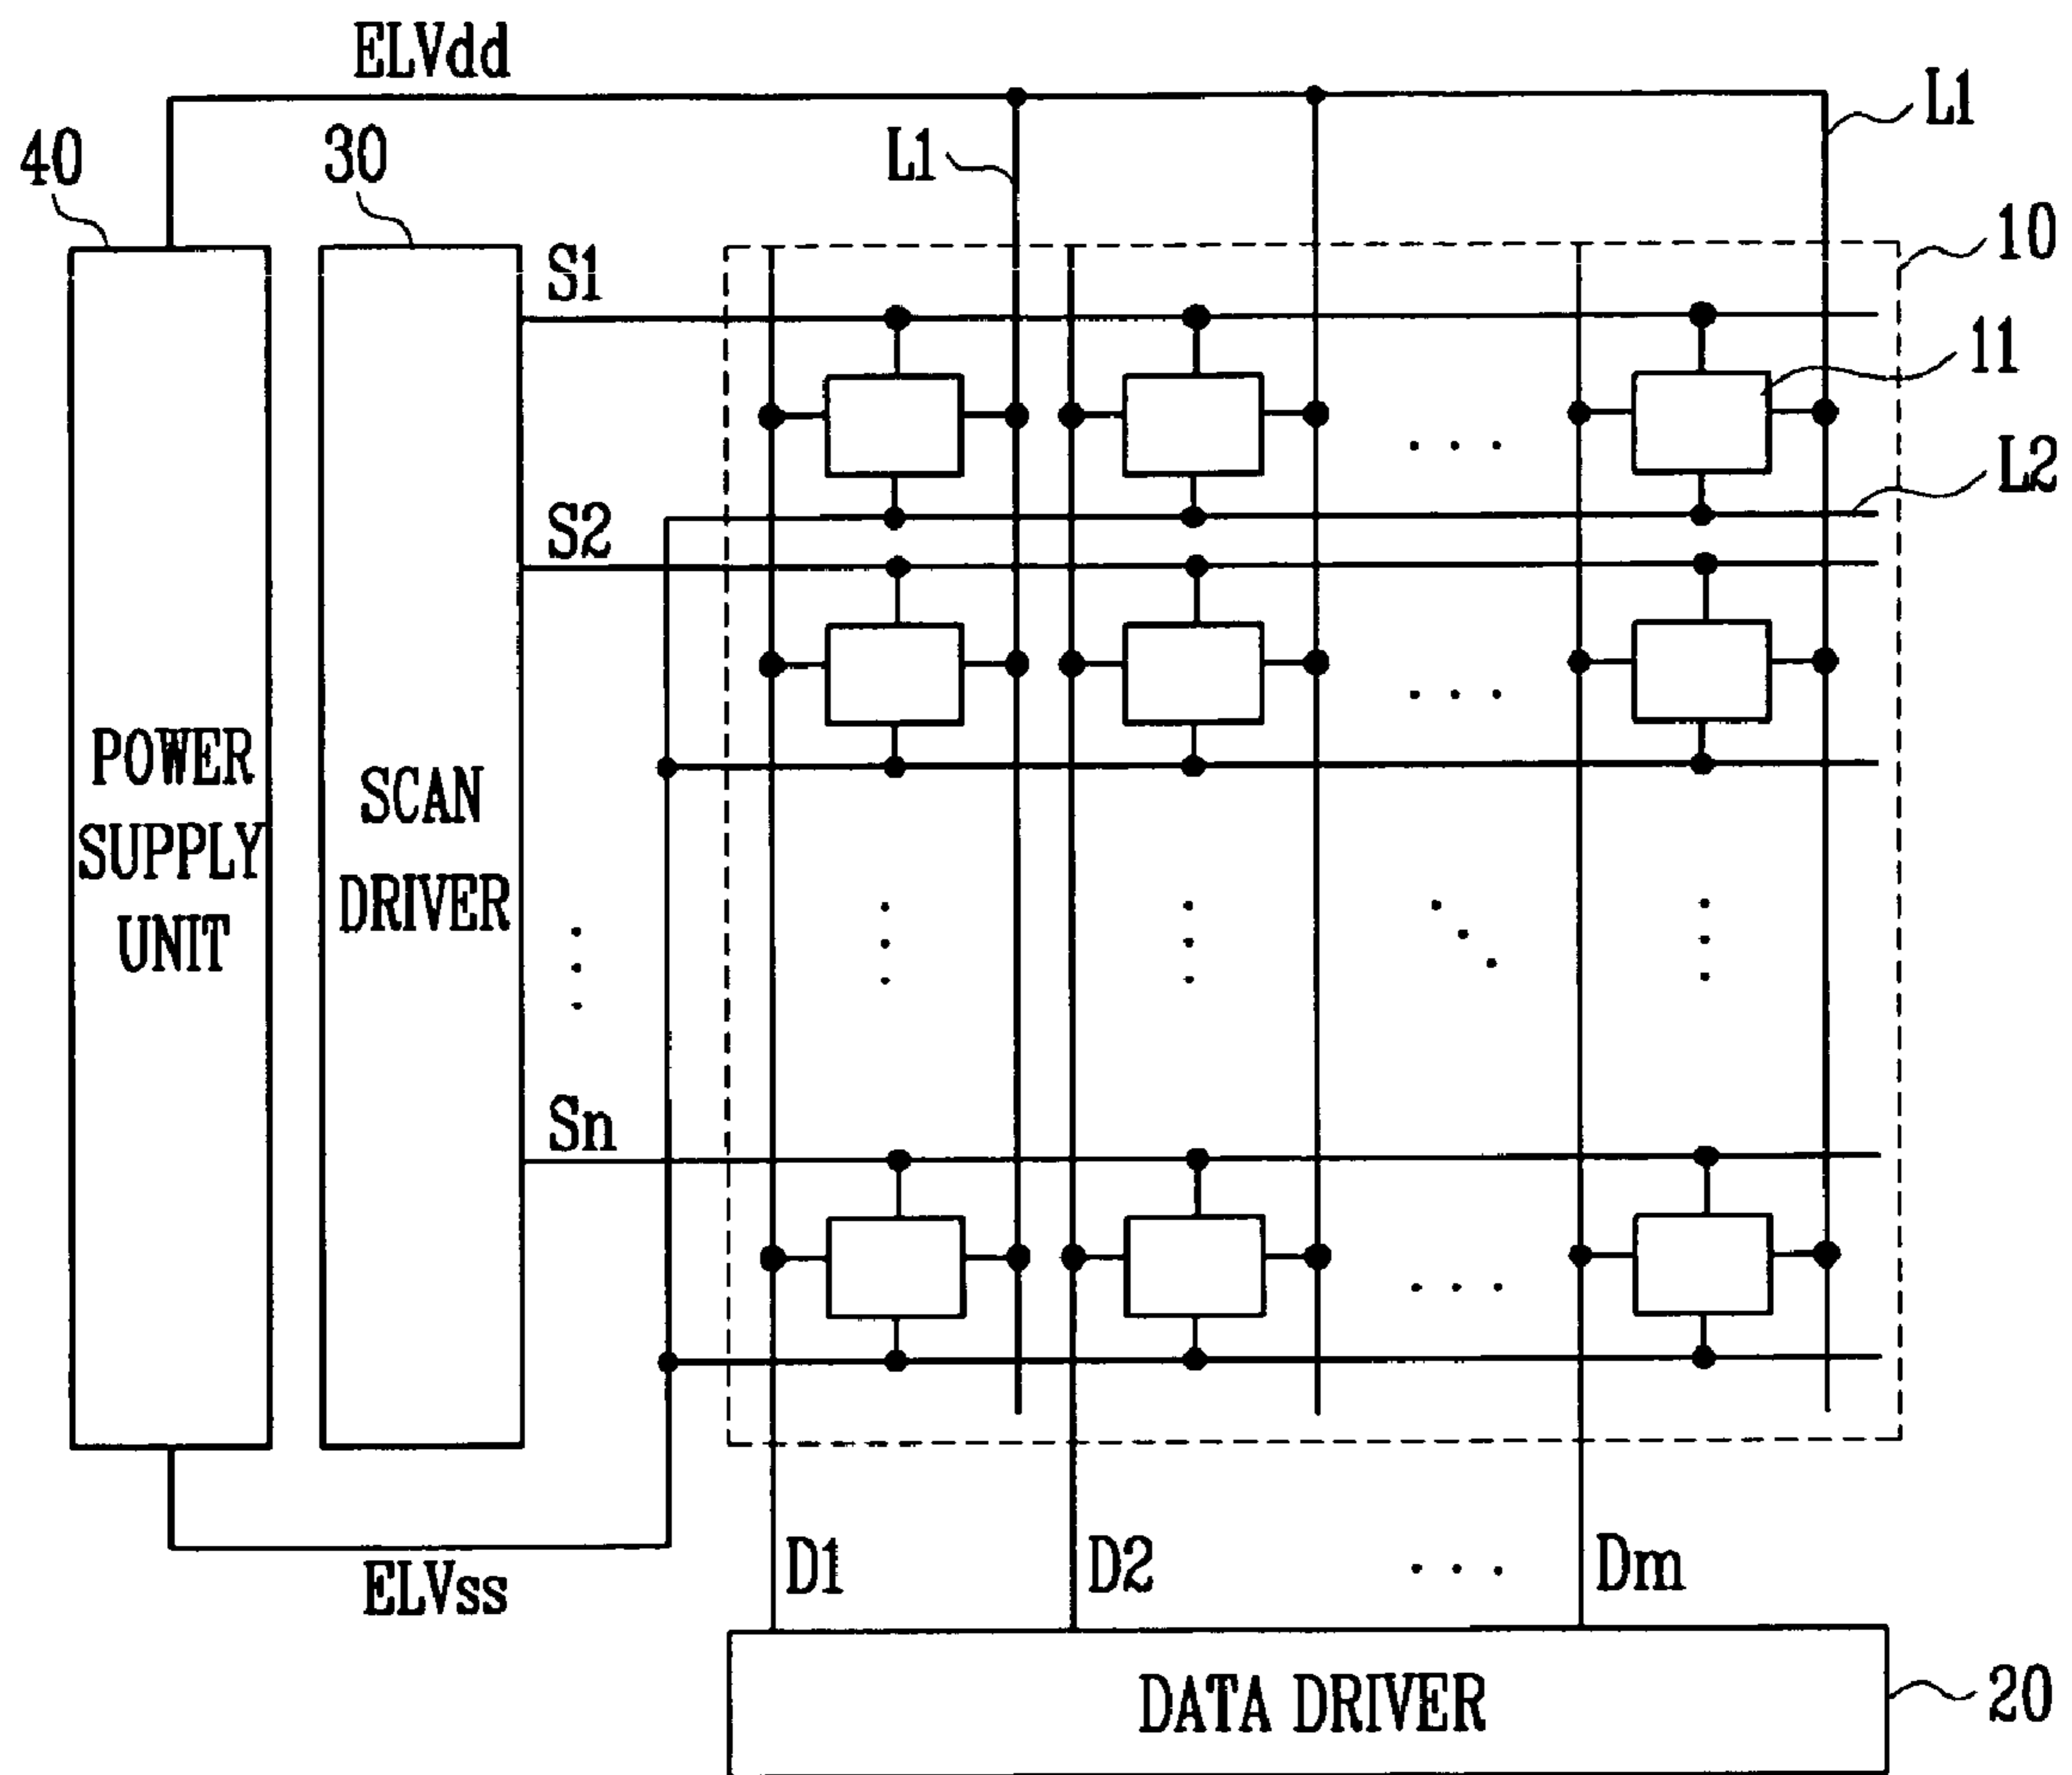 ELVdd
L1
40
30
L1
10
S1
11
L2
S2
POWER
SUPPLY
UNIT
SCAN
DRIVER
Sn
ELVss
D1
D2
Dm
DATA DRIVER
20